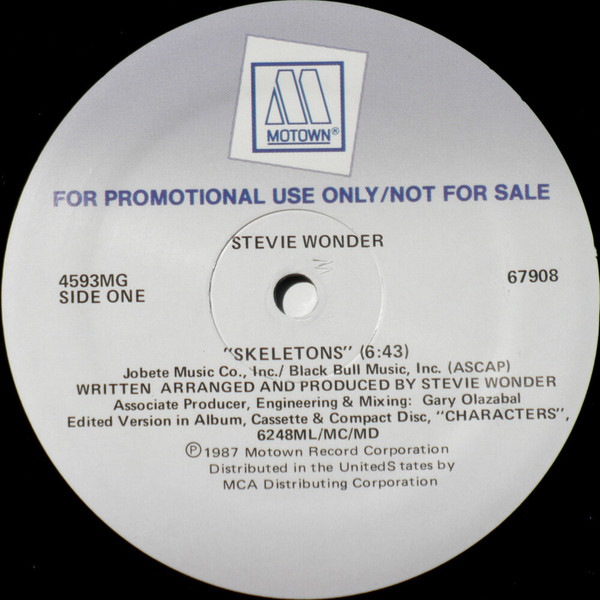 MOTOWN®
FOR PROMOTIONAL USE ONLY/NOT FOR SALE
STEVIE WONDER
4593MG
SIDE ONE
67908
"SKELETONS" (6:43)
Jobete Music Co., Inc./ Black Bull Music, Inc. (ASCAP)
WRITTEN ARRANGED AND PRODUCED BY STEVIE WONDER
Associate Producer, Engineering & Mixing: Gary Olazabal
Edited Version in Album, Cassette & Compact Disc, "CHARACTERS",
6248ML/MC/MD
℗1987 Motown Record Corporation
Distributed in the UnitedS tates by
MCA Distributing Corporation